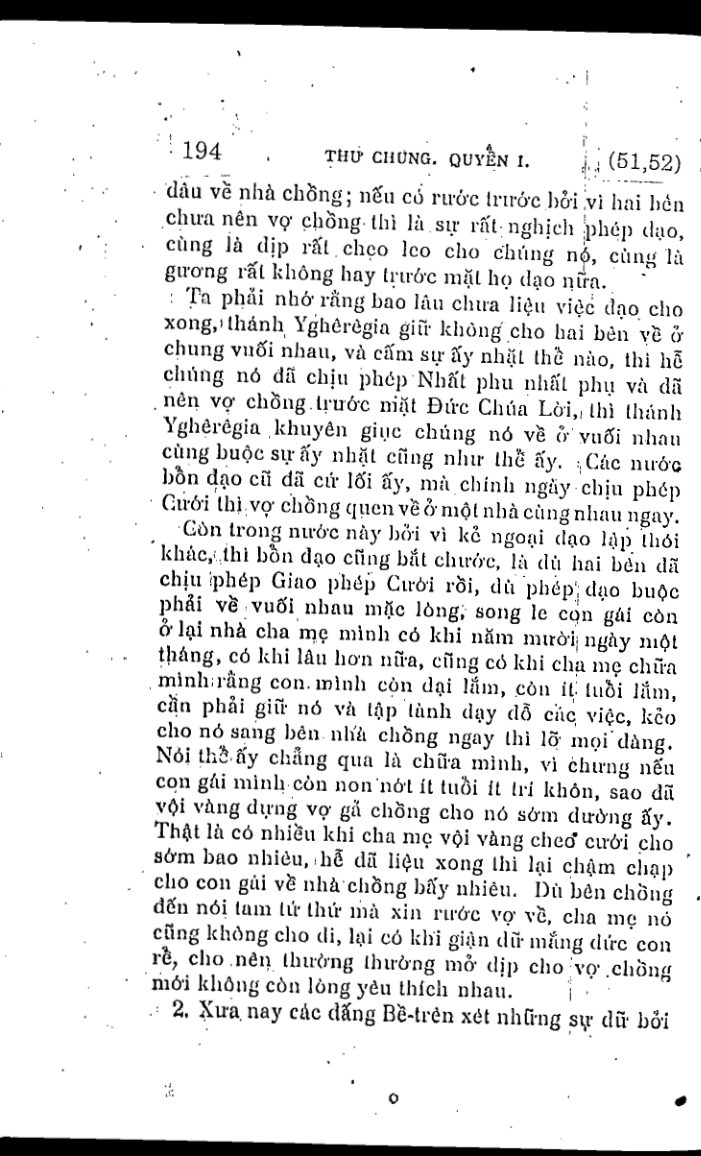 194 THƯ CHUNG. QUYỂN I. (51,52)
dâu về nhà chồng; nếu có rước trước bởi vì hai bên
chưa nên vợ chồng thì là sự rất nghịch phép đạo,
cùng là dịp rất cheo leo cho chúng nó, cùng là
gương rất không hay trước mặt họ đạo nữa.
Ta phải nhớ rằng bao lâu chưa liệu việc đạo cho
xong, thánh Yghêrêgia giữ không cho hai bên về ở
chung vuối nhau, và cấm sự ấy nhặt thể nào, thì hễ
chúng nó đã chịu phép Nhất phu nhất phụ và đã
nên vợ chồng trước mặt Đức Chúa Lời, thì thánh
Yghêrêgia khuyên giục chúng nó về ở vuối nhau
cùng buộc sự ấy nhặt cũng như thể ấy. Các nước
bổn đạo cũ đã cứ lối ấy, mà chính ngày chịu phép
Cưới thì vợ chồng quen về ở một nhà cùng nhau ngay.
Còn trong nước này bởi vì kẻ ngoại đạo lập thói
khác, thì bổn đạo cũng bắt chước, là dù hai bên đã
chịu phép Giao phép Cưới rồi, dù phép đạo buộc
phải về vuối nhau mặc lòng, song le con gái còn
ở lại nhà cha mẹ mình có khi năm mười ngày một
tháng, có khi lâu hơn nữa, cũng có khi cha mẹ chữa
mình rằng con mình còn dại lắm, còn ít tuổi lắm,
cần phải giữ nó và tập tành dạy dỗ các việc, kẻo
cho nó sang bên nhà chồng ngay thì lỡ mọi đàng.
Nói thể ấy chẳng qua là chữa mình, vì chưng nếu
con gái mình còn non nớt ít tuổi ít trí khôn, sao đã
vội vàng dựng vợ gả chồng cho nó sớm dường ấy.
Thật là có nhiều khi cha mẹ vội vàng cheo cưới cho
sớm bao nhiêu, hễ đã liệu xong thì lại chậm chạp
cho con gái về nhà chồng bấy nhiêu. Dù bên chồng
đến nói tam tứ thứ mà xin rước vợ về, cha mẹ nó
cũng không cho đi, lại có khi giận dữ mắng đức con
rể, cho nên thường thường mở dịp cho vợ chồng
mới không còn lòng yêu thích nhau.
2. Xưa nay các đấng Bề-trên xét những sự dữ bởi